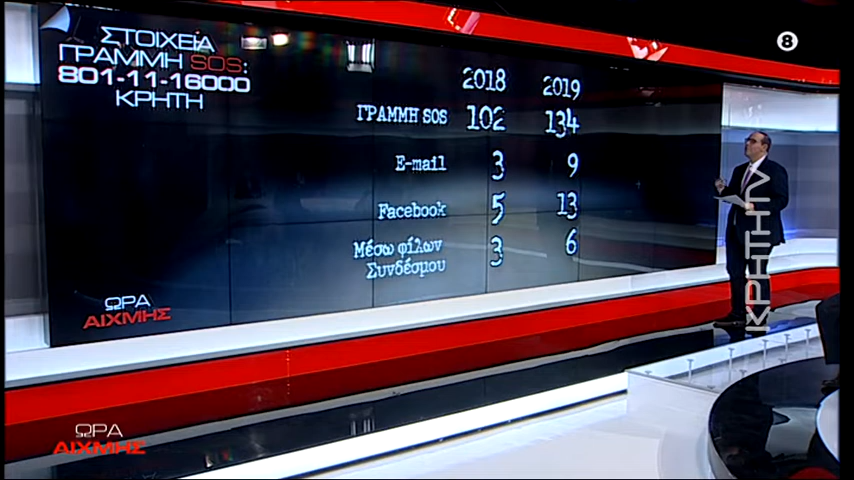 8
ΣΤΟΙΧΕΙΑ
ΓΡΑΜΜΗ SOS:
801-11-16000
ΚΡΗΤΗ
2018 2019
ΓΡΑΜΜΗ SOS 102 134
E-mail 3 9
Facebook 5 13
Μέσω φίλων
Συνδέσμου 3 6
ΩΡΑ
ΑΙΧΜΗΣ
ΚΡΗΤΗTV
ΩΡΑ
ΑΙΧΜΗΣ